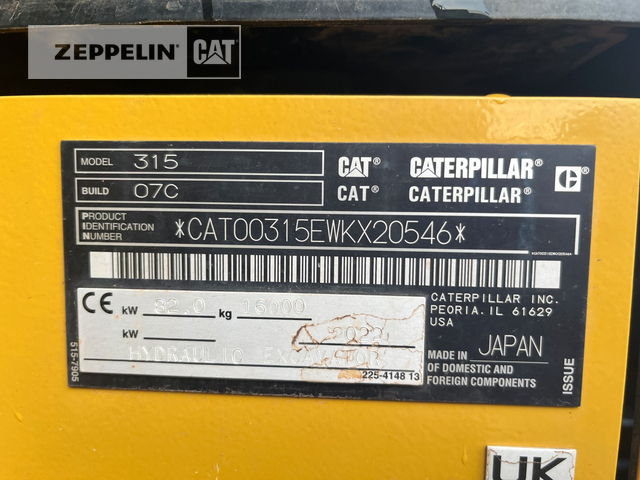 ZEPPELIN CAT
MODEL 315
CAT® CATERPILLAR®
BUILD 07C
CAT® CATERPILLAR®
PRODUCT IDENTIFICATION NUMBER *CAT00315EWKX20546*
*CAT00315EWKX20546*
CE kW 82.0 kg 16000
kW 2022
HYDRAULIC EXCAVATOR
225-4148 13
515-7905
CATERPILLAR INC.
PEORIA. IL 61629
USA
MADE IN JAPAN
OF DOMESTIC AND
FOREIGN COMPONENTS
ISSUE
UK